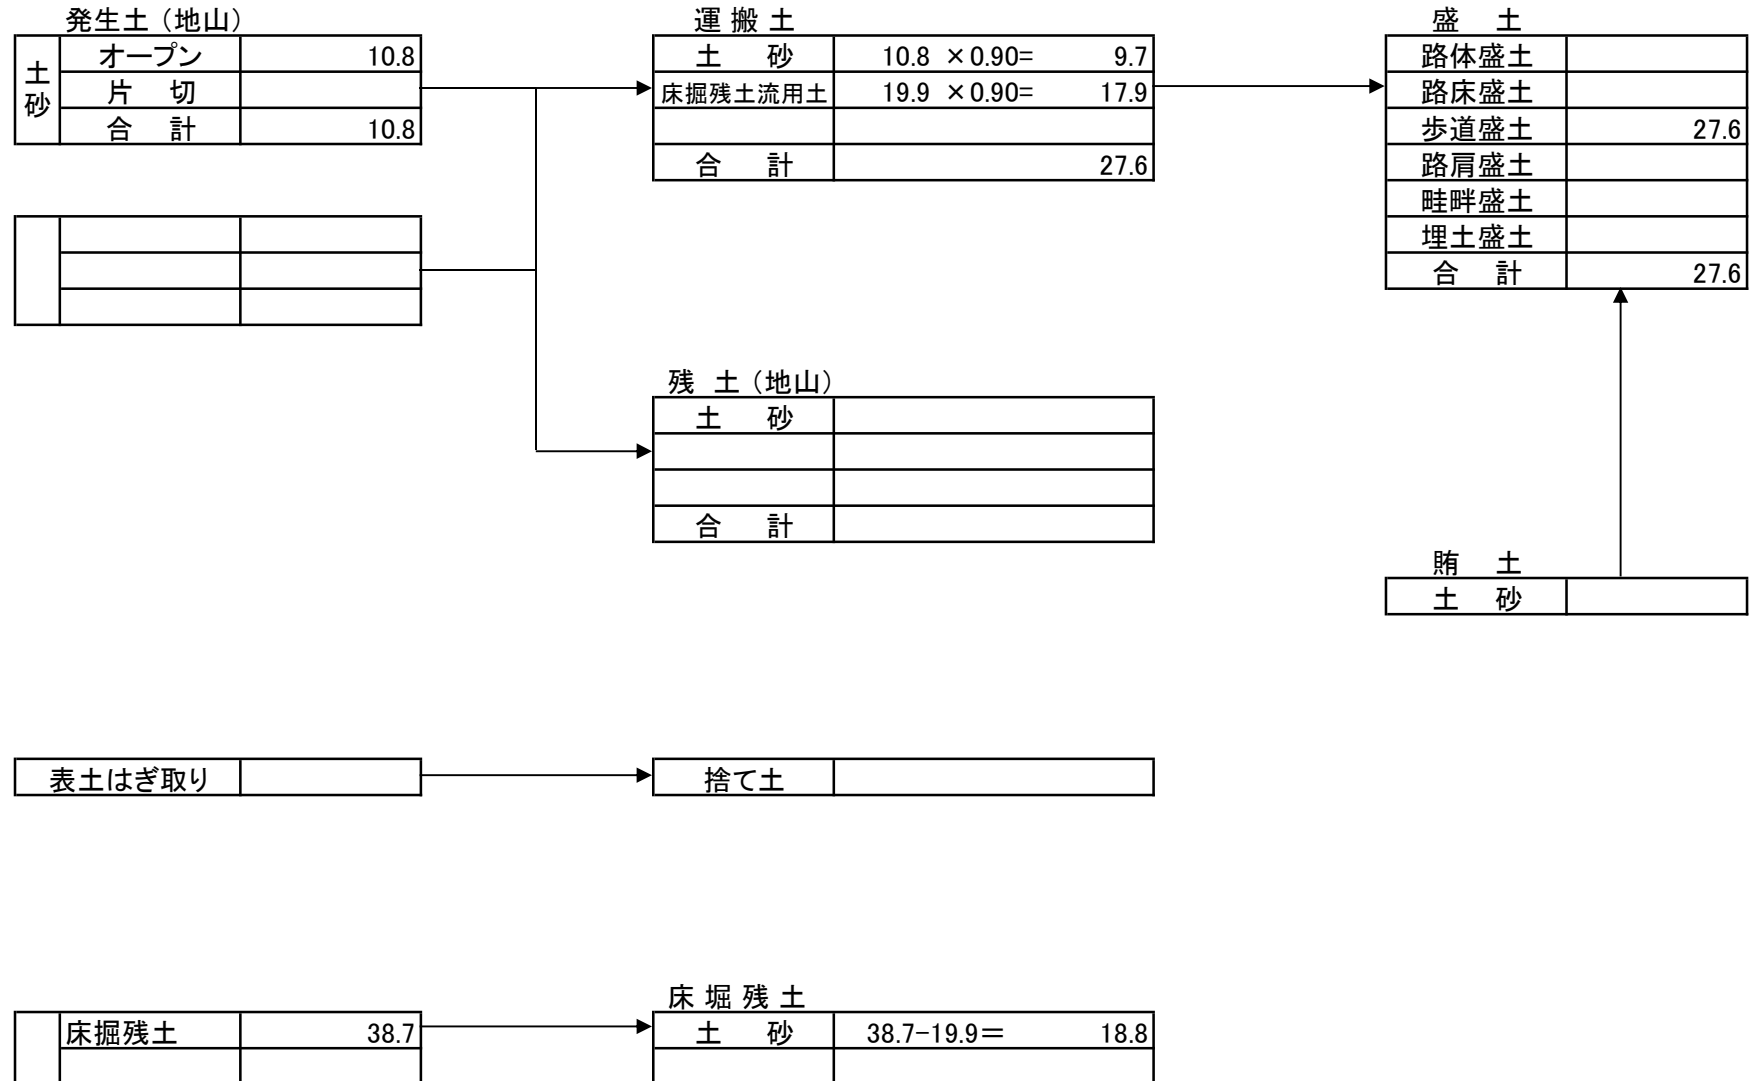 発生土（地山）
土砂
オープン 10.8
片　切
合　計 10.8
運 搬 土
土　砂 10.8 ×0.90= 9.7
床掘残土流用土 19.9 ×0.90= 17.9
合　計 27.6
盛　土
路体盛土
路床盛土
歩道盛土 27.6
路肩盛土
畦畔盛土
埋土盛土
合　計 27.6
残　土（地山）
土　砂
合　計
賄　土
土　砂
表土はぎ取り
捨て土
床掘残土 38.7
床 堀 残 土
土　砂 38.7-19.9＝ 18.8